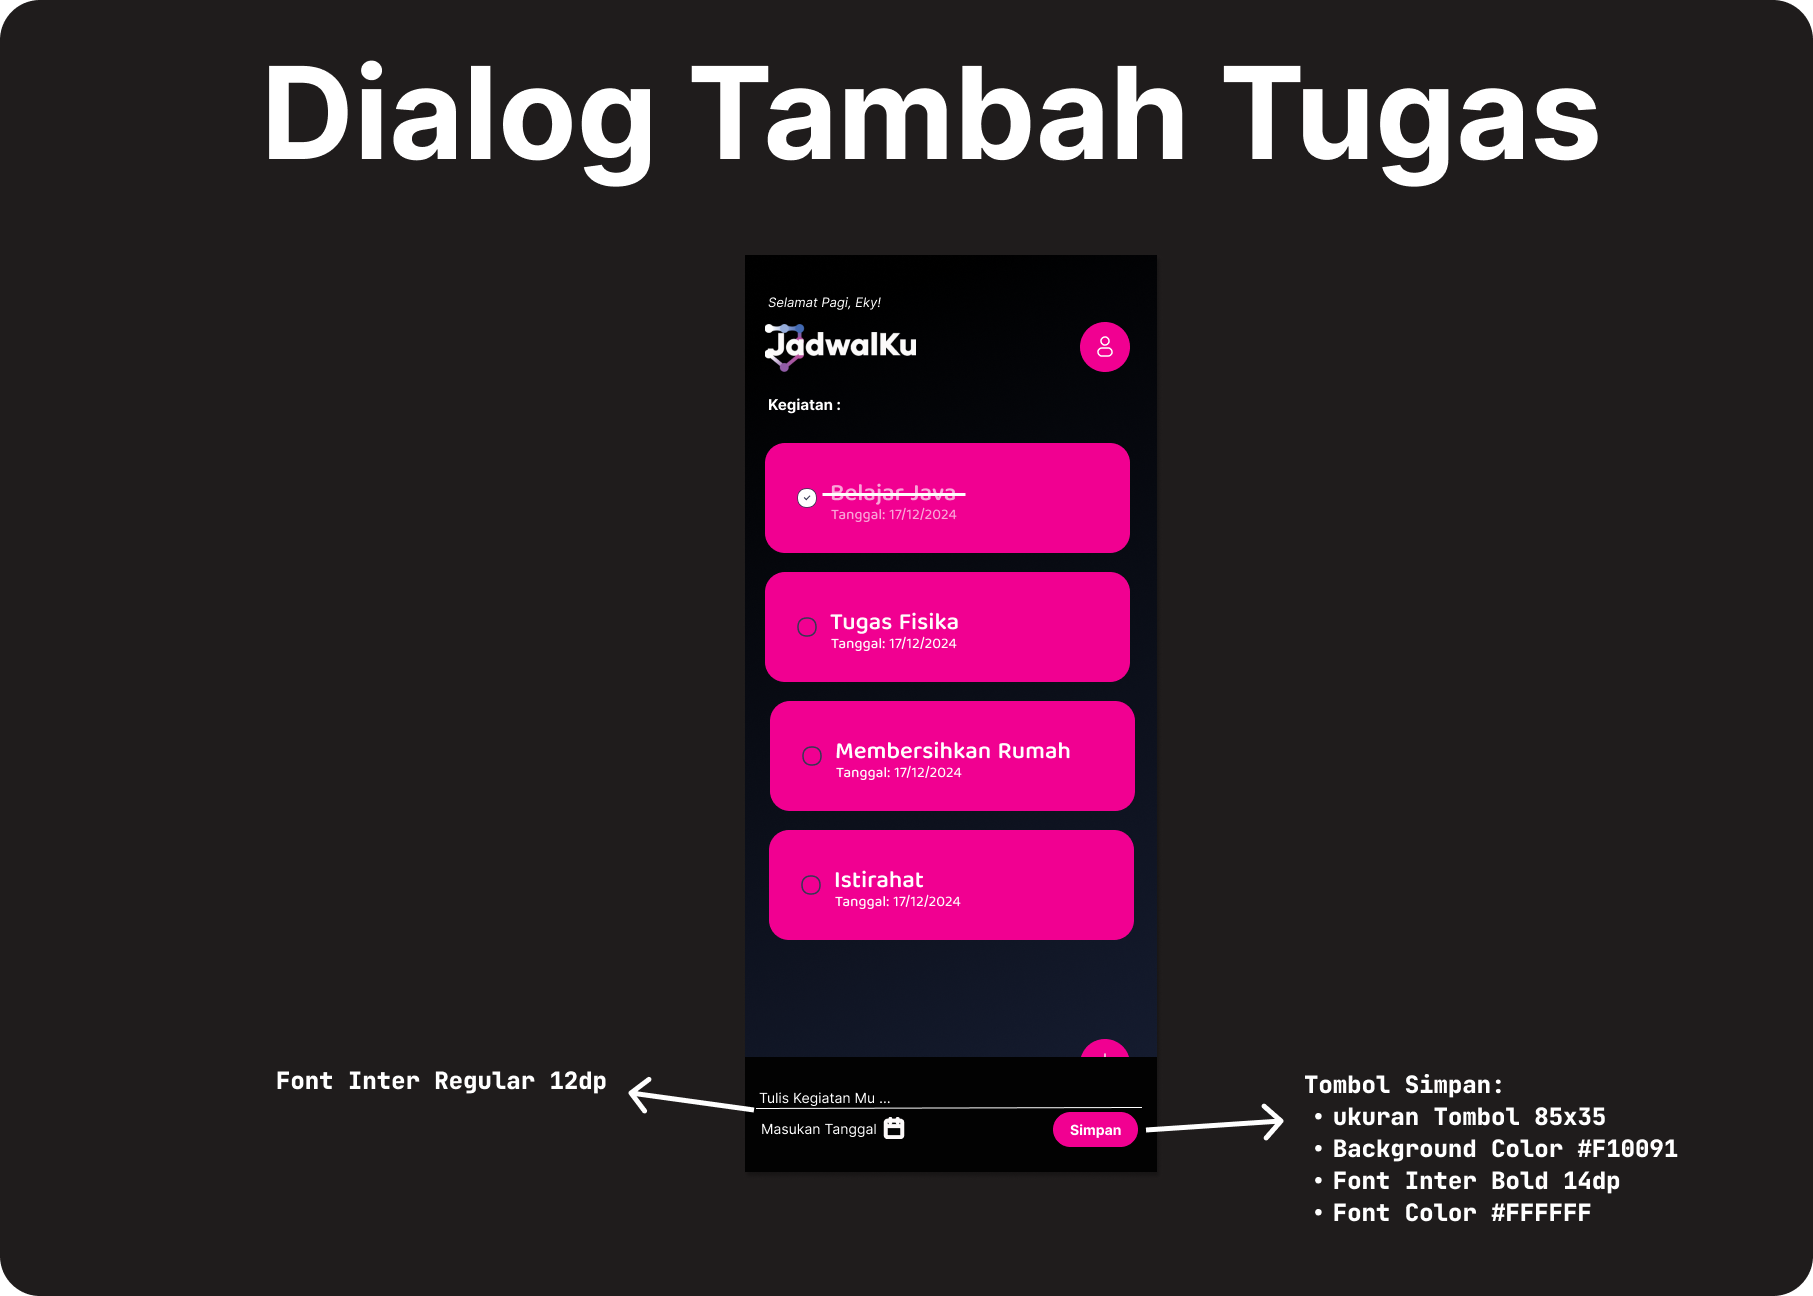 Dialog Tambah Tugas
Selamat Pagi, Eky!
JadwalKu
Kegiatan :
Belajar Java
Tanggal: 17/12/2024
Tugas Fisika
Tanggal: 17/12/2024
Membersihkan Rumah
Tanggal: 17/12/2024
Istirahat
Tanggal: 17/12/2024
Tulis Kegiatan Mu ...
Masukan Tanggal
Simpan
Font Inter Regular 12dp
Tombol Simpan:
• ukuran Tombol 85x35
• Background Color #F10091
• Font Inter Bold 14dp
• Font Color #FFFFFF